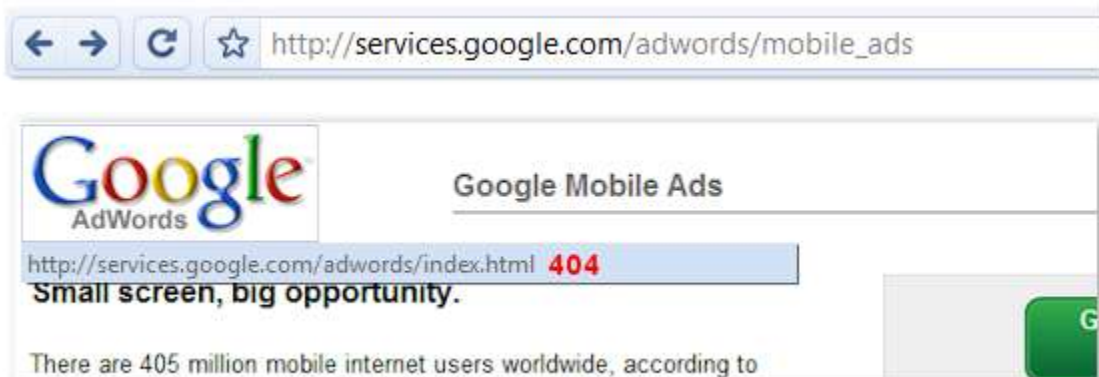 http://services.google.com/adwords/mobile_ads
Google
AdWords
Google Mobile Ads
http://services.google.com/adwords/index.html 404
Small screen, big opportunity.
G
There are 405 million mobile internet users worldwide, according to